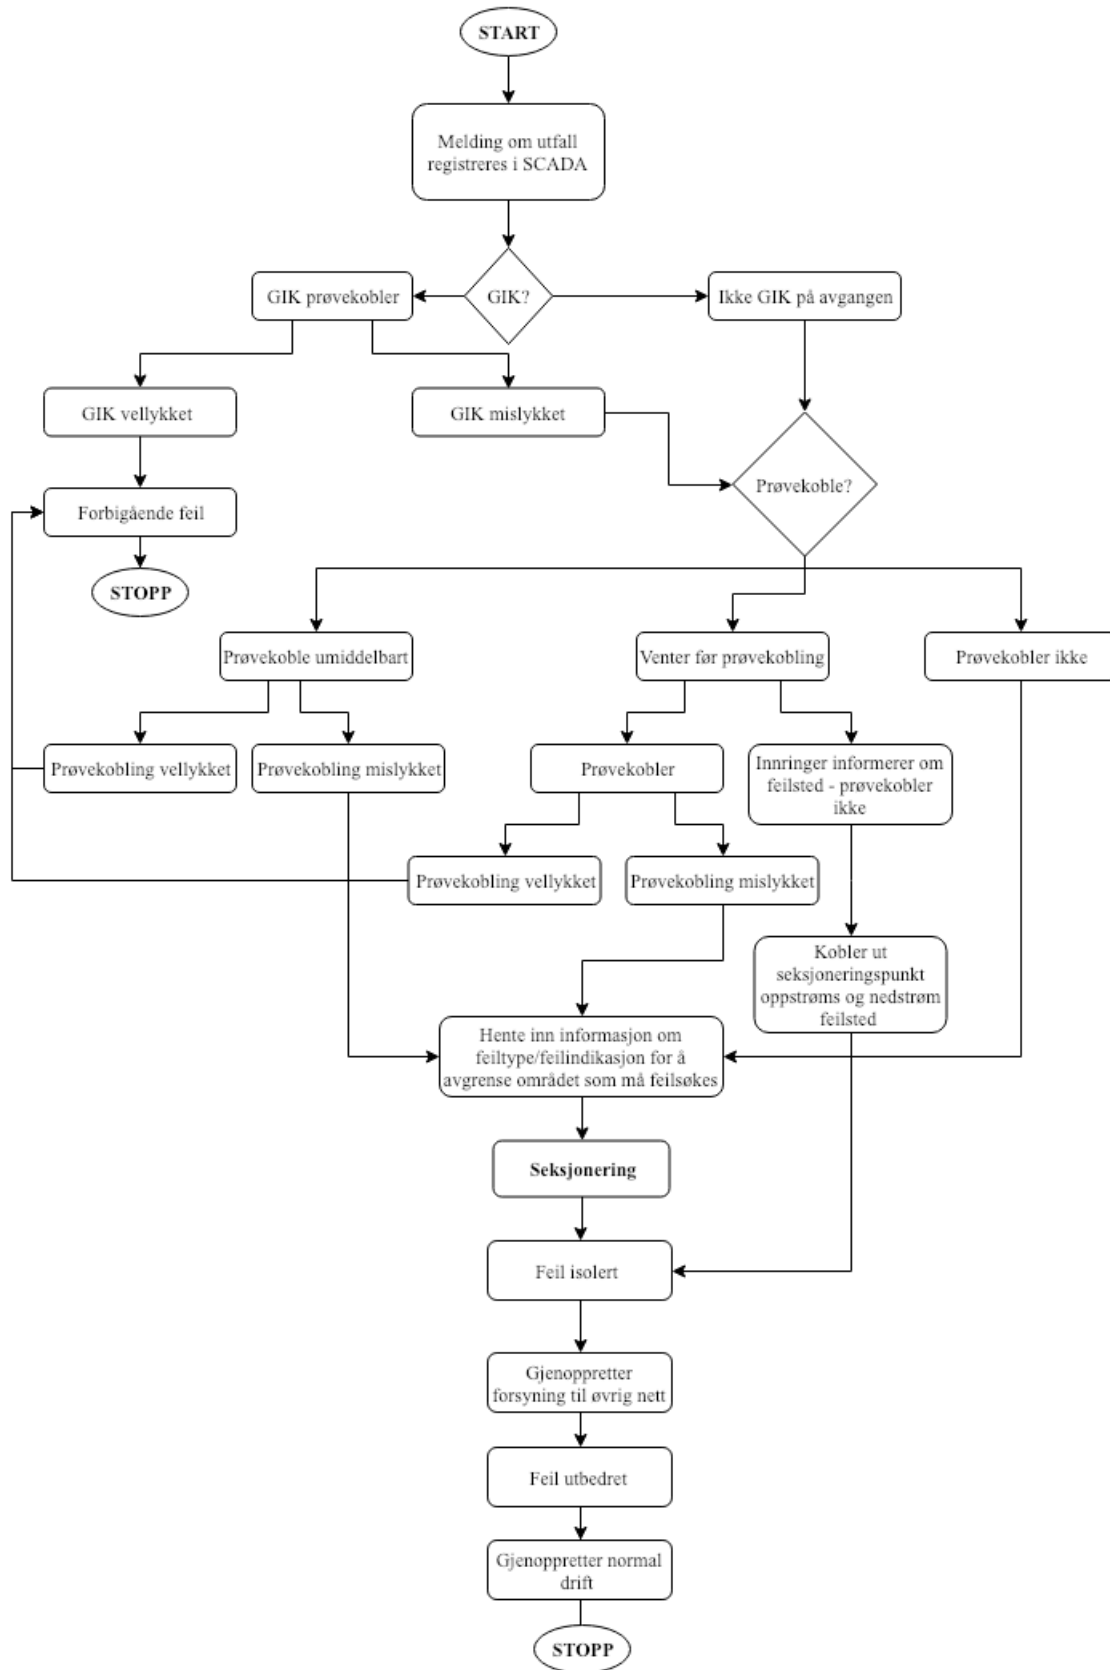 START
Melding om utfall
registreres i SCADA
GIK prøvekobler
GIK?
Ikke GIK på avgangen
GIK vellykket
GIK mislykket
Prøvekoble?
Forbigående feil
STOPP
Prøvekoble umiddelbart
Venter før prøvekobling
Prøvekobler ikke
Prøvekobling vellykket
Prøvekobling mislykket
Prøvekobler
Innringer informerer om
feilsted - prøvekobler
ikke
Prøvekobling vellykket
Prøvekobling mislykket
Kobler ut
seksjoneringspunkt
oppstrøms og nedstrøm
feilsted
Hente inn informasjon om
feiltype/feilindikasjon for å
avgrense området som må feilsøkes
Seksjonering
Feil isolert
Gjenoppretter
forsyning til øvrig nett
Feil utbedret
Gjenoppretter normal
drift
STOPP